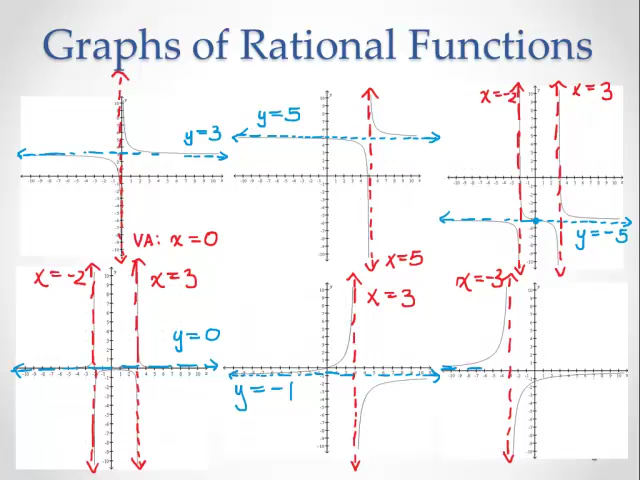 Graphs of Rational Functions
y = 3
VA: x = 0
y = 5
x = 5
x = -2
x = 3
y = -5
x = -2
x = 3
y = 0
x = 3
y = -1
x = -3